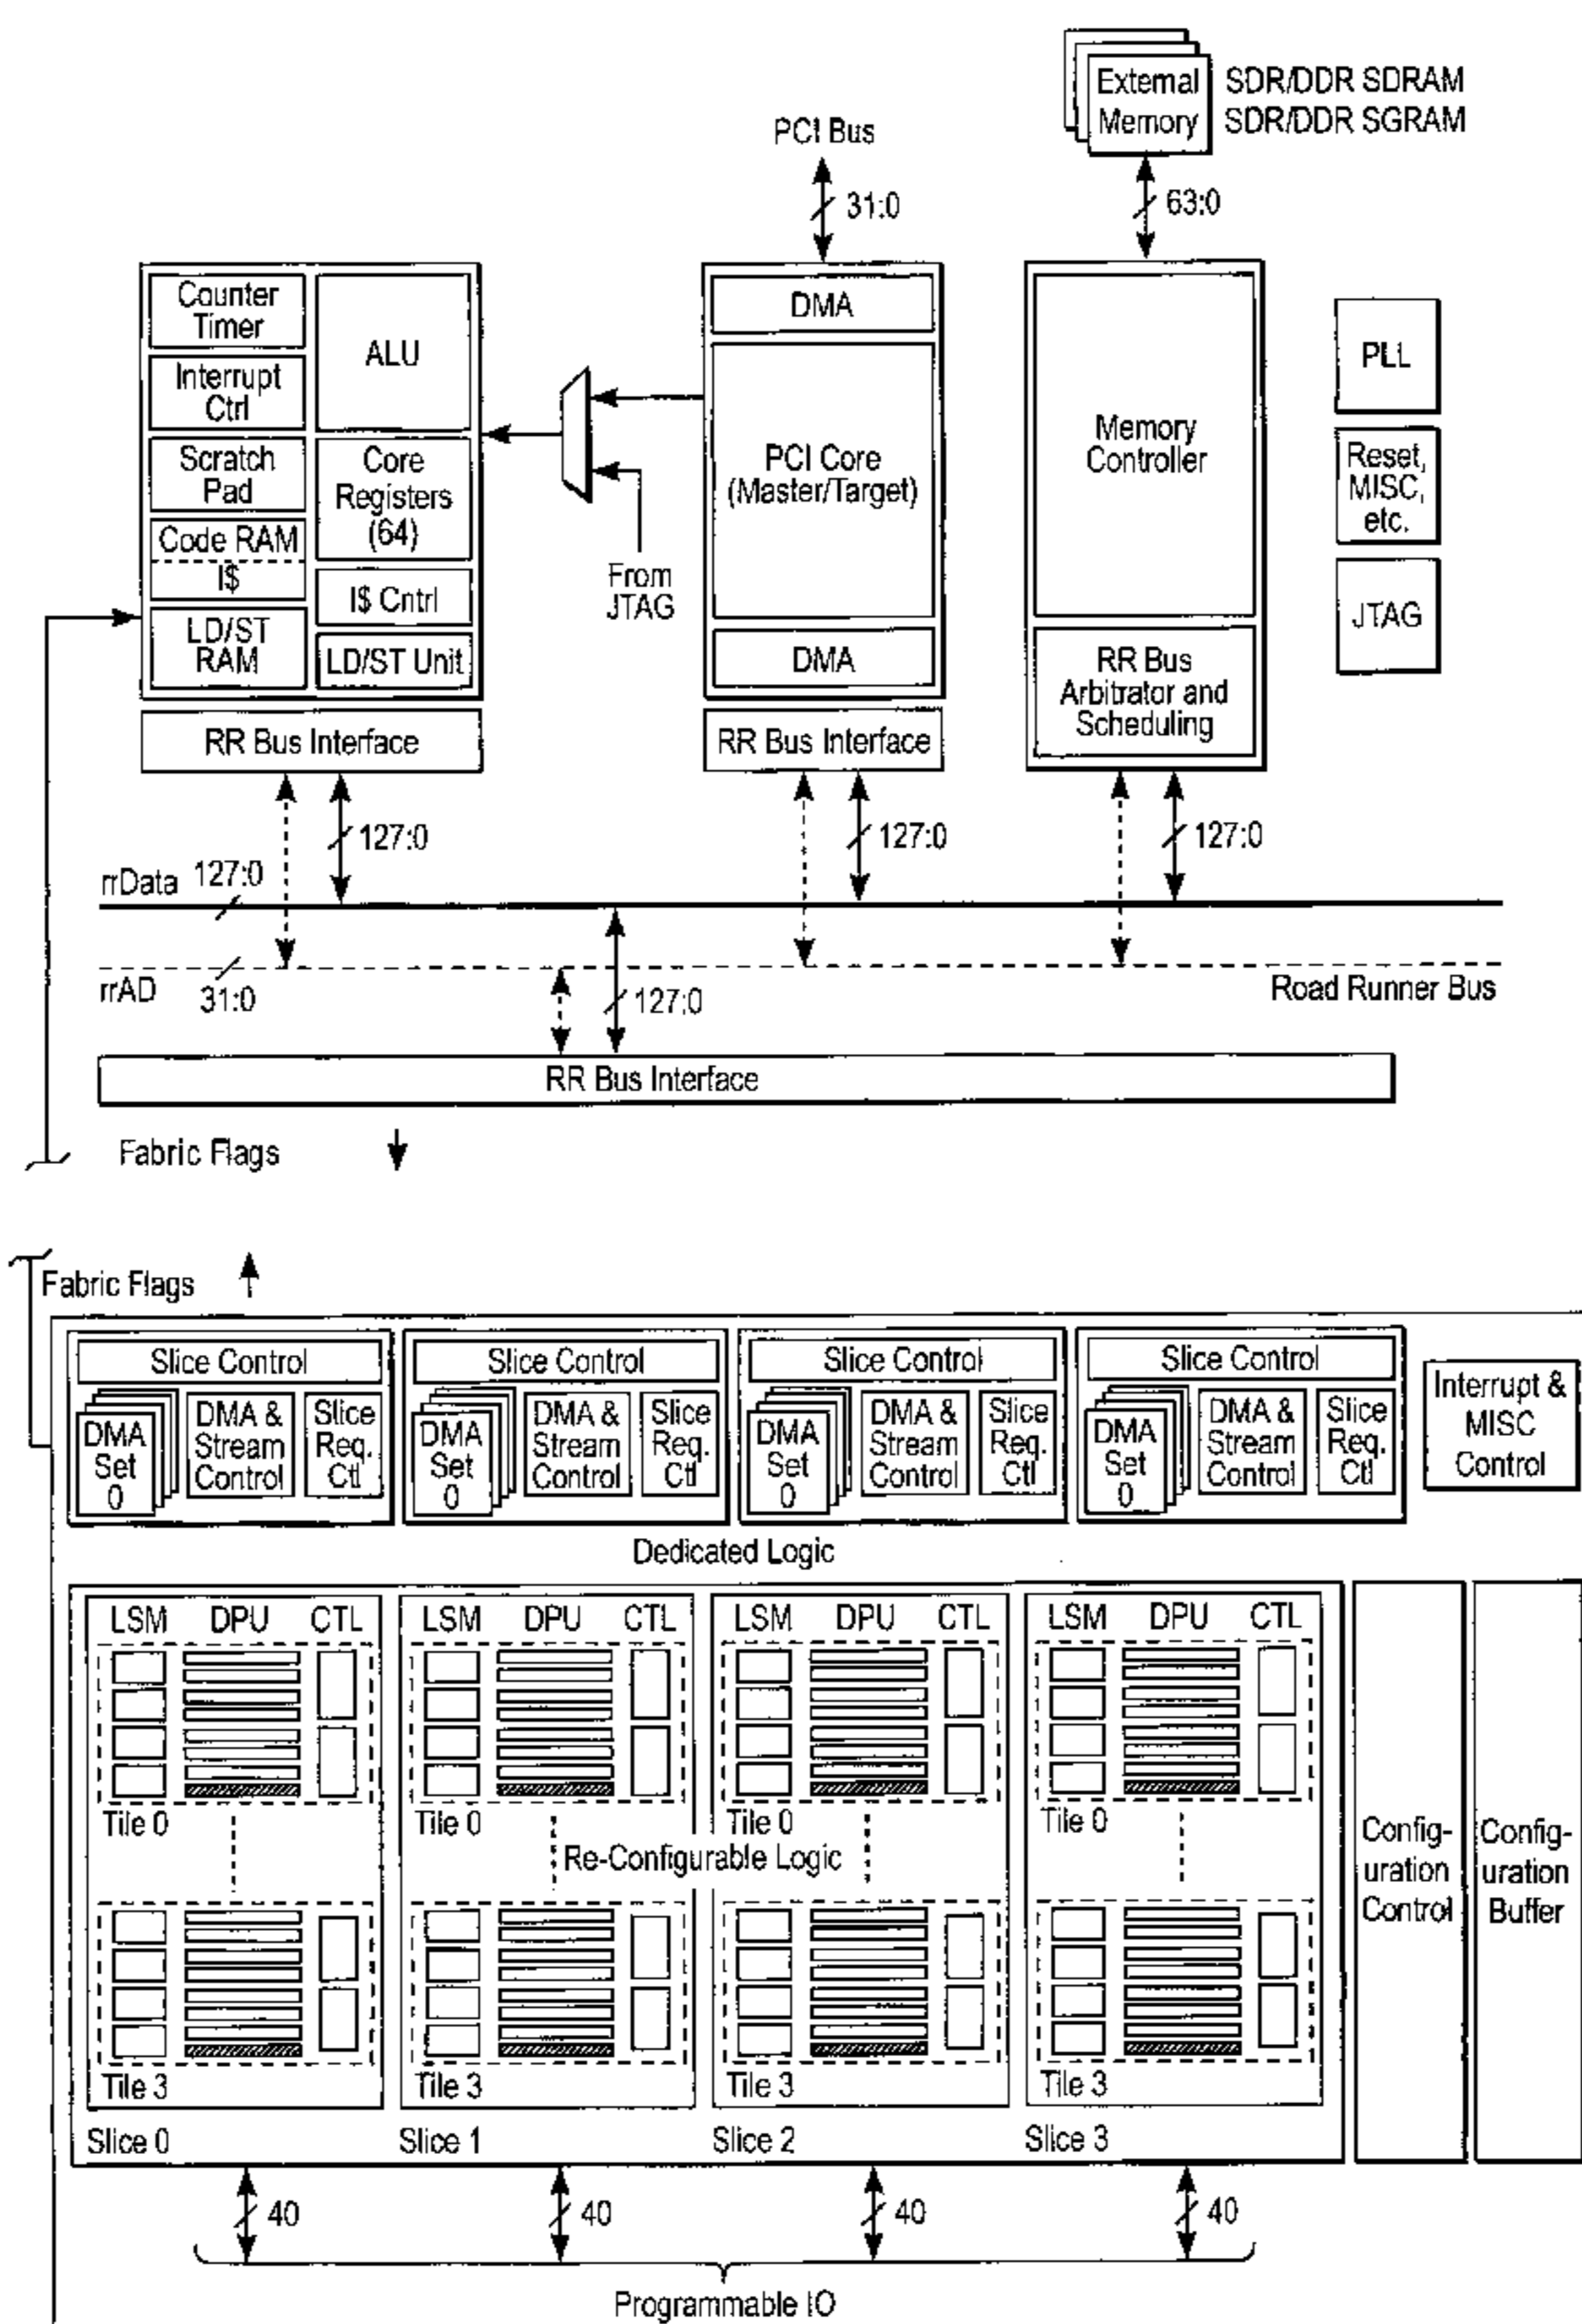 External
Memory
SDR/DDR SDRAM
SDR/DDR SGRAM
PCI Bus
31:0
63:0
Counter
Timer
Interrupt
Ctrl
Scratch
Pad
Code RAM
I$
LD/ST
RAM
ALU
Core
Registers
(64)
I$ Cntrl
LD/ST Unit
From
JTAG
DMA
PCI Core
(Master/Target)
DMA
Memory
Controller
RR Bus
Arbitrator and
Scheduling
PLL
Reset,
MISC,
etc.
JTAG
RR Bus Interface
RR Bus Interface
127:0
127:0
127:0
rrData
127:0
rrAD
31:0
127:0
Road Runner Bus
RR Bus Interface
Fabric Flags
Fabric Flags
Slice Control
DMA
Set
0
DMA &
Stream
Control
Slice
Req.
Ctl
Slice Control
DMA
Set
0
DMA &
Stream
Control
Slice
Req.
Ctl
Slice Control
DMA
Set
0
DMA &
Stream
Control
Slice
Req.
Ctl
Slice Control
DMA
Set
0
DMA &
Stream
Control
Slice
Req.
Ctl
Interrupt &
MISC
Control
Dedicated Logic
LSM DPU CTL
LSM DPU CTL
LSM DPU CTL
LSM DPU CTL
Tile 0
Tile 0
Tile 0
Tile 0
Re-Configurable Logic
Tile 3
Tile 3
Tile 3
Tile 3
Slice 0
Slice 1
Slice 2
Slice 3
Config-
uration
Control
Config-
uration
Buffer
40
40
40
40
Programmable IO